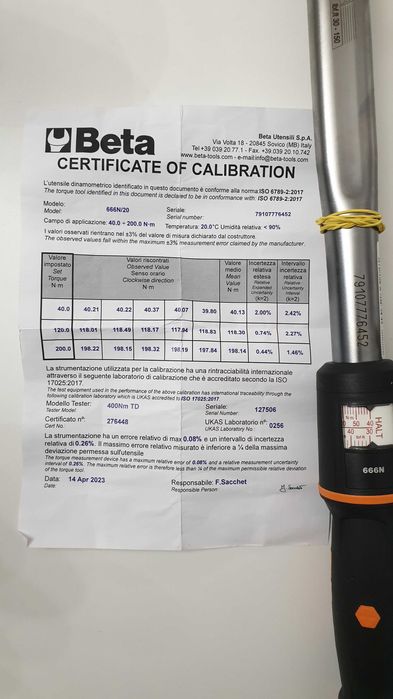 Beta
Beta Utensili S.p.A.
Via Volta 18 - 20845 Sovico (MB) Italy
Tel +39 039 20.77.1 - Fax. +39.039 20.10.742
www.beta-tools.com - e-mail:info@beta-tools.com
CERTIFICATE OF CALIBRATION
L'utensile dinamometrico identificato in questo documento è conforme alla norma:ISO 6789-2:2017
The torque tool identified in this document is declared to be in conformance with: ISO 6789-2:2017
Modelo:
Model: 666N/20 Seriale:
Serial number: 79107776452
Campo di applicazione: 40.0 ÷ 200.0 N·m Temperatura: 20.0°C Umidità relativa: < 90%
I valori osservati rientrano nel ±3% del valore di misura dichiarato dal costruttore.
The observed values fall within the maximum ±3% measurement error claimed by the manufacturer.
Valore impostato Set Torque N·m
Valori riscontrati Observed Value Senso orario Clockwise direction N·m
Valore medio Mean Value N·m
Incertezza relativa estesa Relative Expanded Uncertainty (k=2)
Intervallo incertezza relativa Relative Uncertainty Interval (k=2)
40.0 40.21 40.22 40.37 40.07 39.80 40.13 2.00% 2.42%
120.0 118.01 118.49 118.17 117.94 118.83 118.30 0.74% 2.27%
200.0 198.22 198.15 198.32 198.19 197.84 198.14 0.44% 1.46%
La strumentazione utilizzata per la calibrazione ha una rintracciabilità internazionale
attraverso il seguente laboratorio di calibrazione che è accreditato secondo la ISO
17025:2017.
The test equipment used in the performance of the above calibration has international traceability through the
following calibration laboratory which is UKAS accredited to ISO 17025:2017.
Modello Tester: 400Nm TD Seriale: 127506
Tester Model: Serial number:
Certificato n°: 276448 UKAS Laboratorio n°: 0256
Cert No.: UKAS Laboratory No.:
La strumentazione ha un errore relativo di max 0.08% e un intervallo di incertezza
relativa di 0.26%. Il massimo errore relativo misurato è inferiore a ¼ della massima
deviazione permessa sull'utensile
The torque measurement device has a maximum relative error of 0.08% and a relative measurement uncertainty
interval of 0.26%. The maximum relative error is therefore less than ¼ of the maximum permissible relative deviation
of the torque tool.
Data: 14 Apr 2023 Responsabile: F.Sacchet
Date: Responsible Person:
lbf.ft 30 - 150
79107776452
HALT
666N